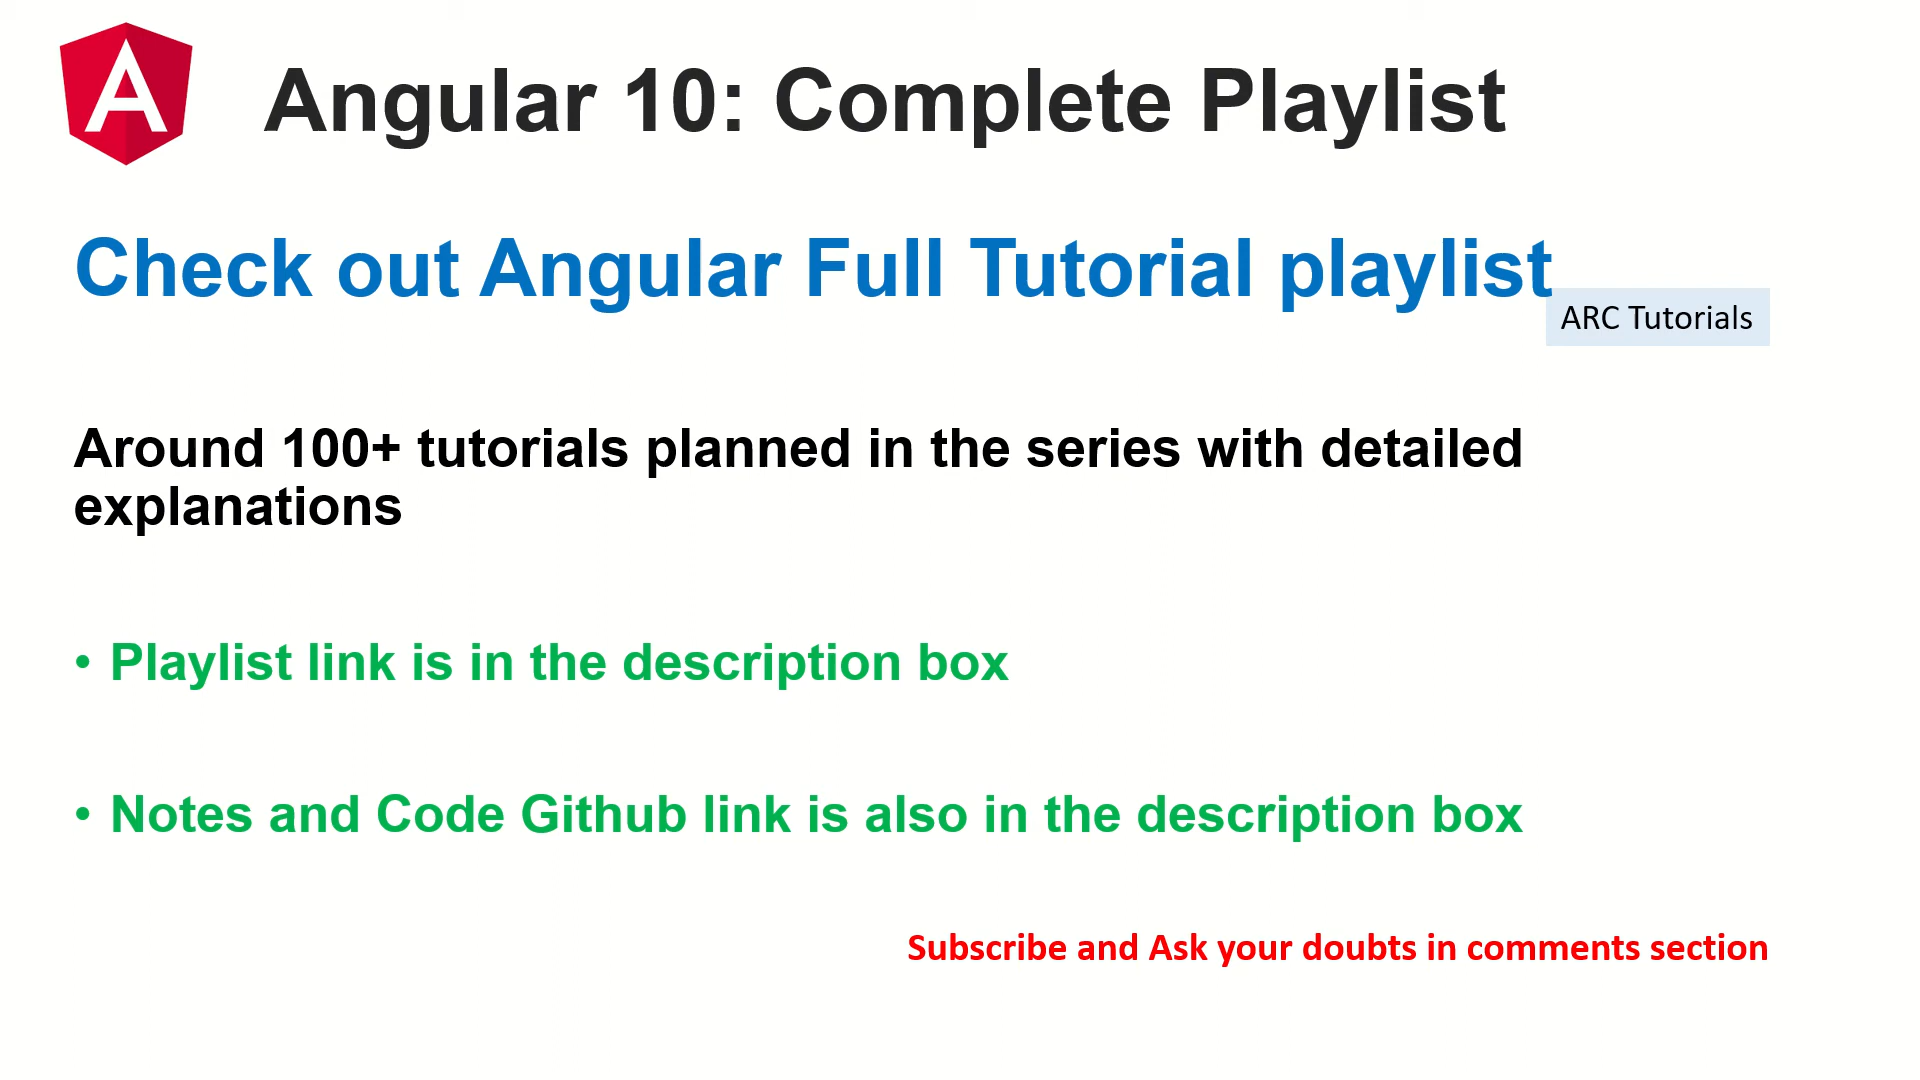 Angular 10: Complete Playlist
Check out Angular Full Tutorial playlist
ARC Tutorials
Around 100+ tutorials planned in the series with detailed
explanations
• Playlist link is in the description box
• Notes and Code Github link is also in the description box
Subscribe and Ask your doubts in comments section